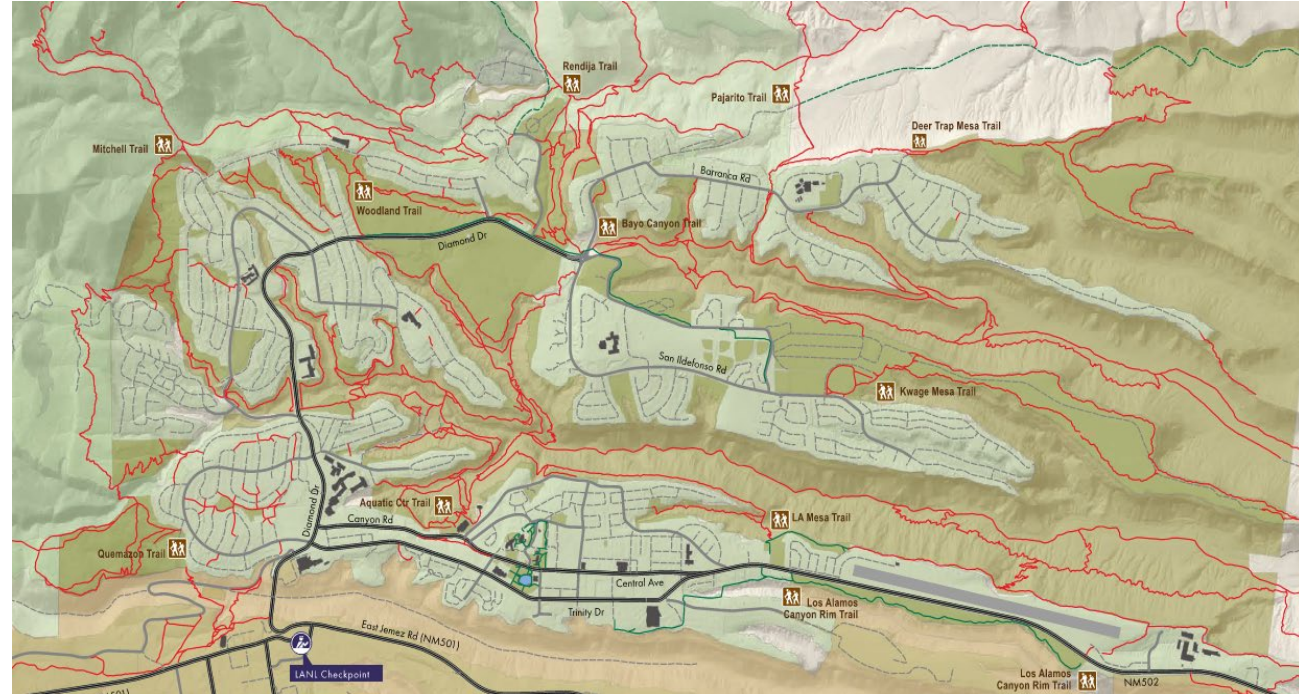 Rendija Trail
Pajarito Trail
Deer Trap Mesa Trail
Mitchell Trail
Barranca Rd
Woodland Trail
Bayo Canyon Trail
Diamond Dr
San Ildefonso Rd
Kwage Mesa Trail
Aquatic Ctr Trail
Diamond Dr
Canyon Rd
LA Mesa Trail
Quemazon Trail
Central Ave
Trinity Dr
Los Alamos
Canyon Rim Trail
East Jemez Rd (NM501)
LANL Checkpoint
Los Alamos
Canyon Rim Trail
NM502